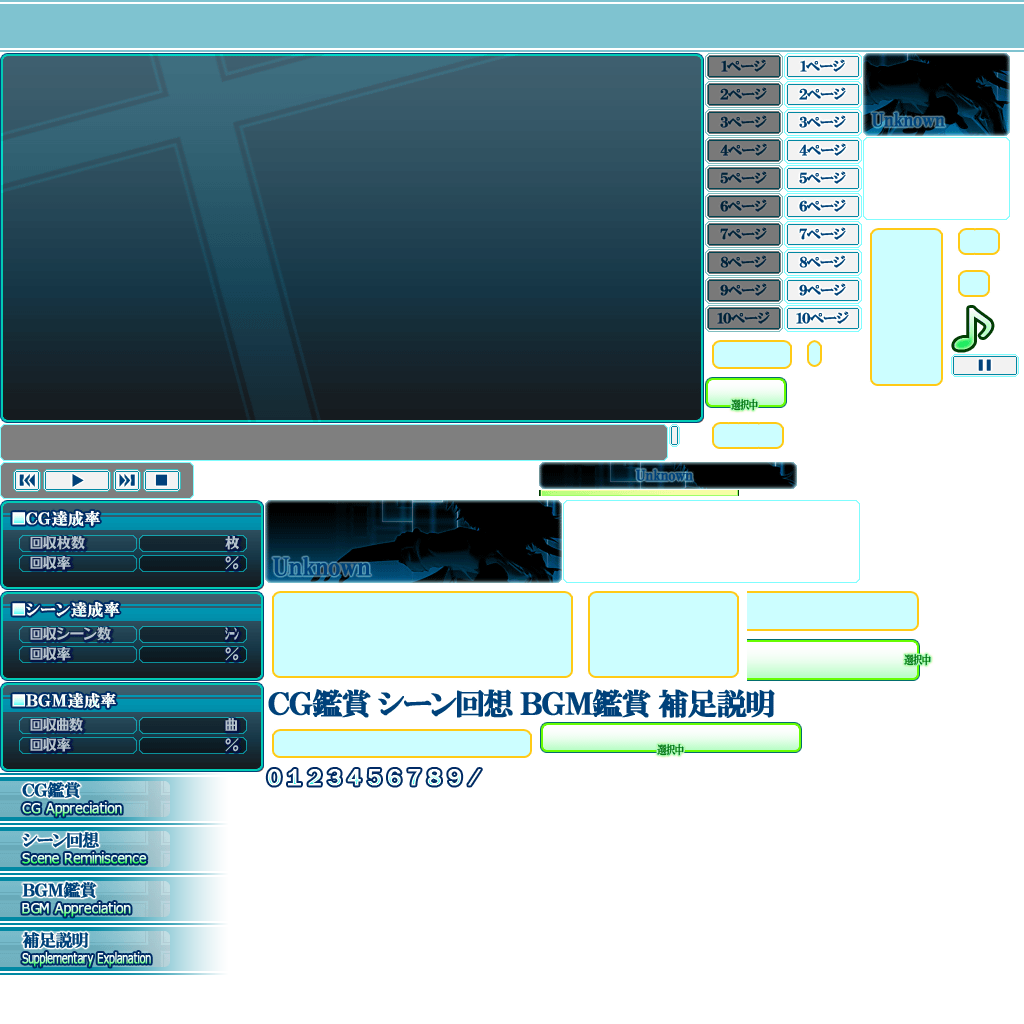 1ページ 1ページ
2ページ 2ページ
3ページ 3ページ
4ページ 4ページ
5ページ 5ページ
6ページ 6ページ
7ページ 7ページ
8ページ 8ページ
9ページ 9ページ
10ページ 10ページ
Unknown
選択中
Unknown
CG達成率
回収枚数 枚
回収率 %
Unknown
シーン達成率
回収シーン数 シーン
回収率 %
選択中
BGM達成率
回収曲数 曲
回収率 %
CG鑑賞 シーン回想 BGM鑑賞 補足説明
選択中
0123456789/
CG鑑賞
CG Appreciation
シーン回想
Scene Reminiscence
BGM鑑賞
BGM Appreciation
補足説明
Supplementary Explanation